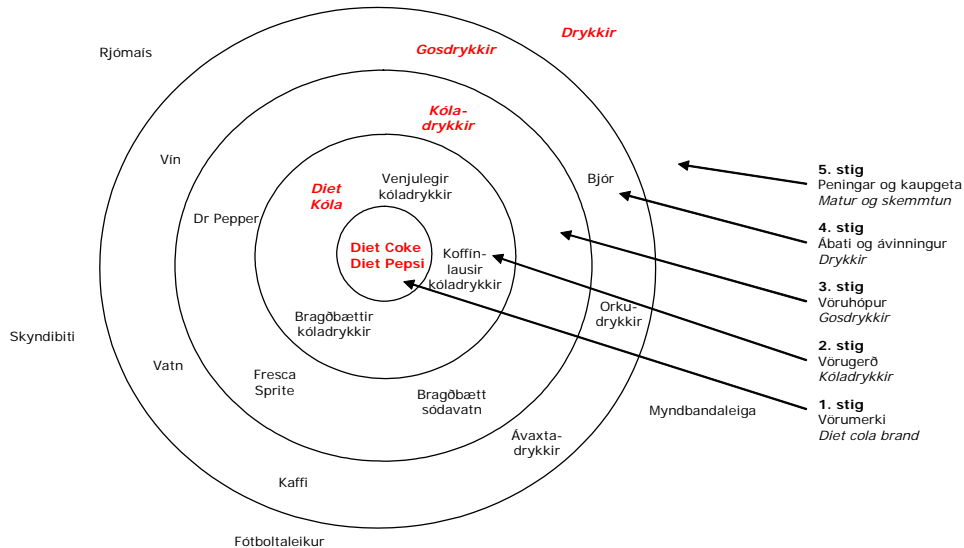 Drykkir
Gosdrykkir
Rjómaís
Kóla-
drykkir
Vín
Bjór
Venjulegir
kóladrykkir
Diet
Kóla
Dr Pepper
Diet Coke
Diet Pepsi
Koffín-
lausir
kóladrykkir
Orku-
drykkir
Bragðbættir
kóladrykkir
Skyndibiti
Vatn
Fresca
Sprite
Bragðbætt
sódavatn
Myndbandaleiga
Ávaxta-
drykkir
Kaffi
Fótboltaleikur
5. stig
Peningar og kaupgeta
Matur og skemmtun
4. stig
Ábati og ávinningur
Drykkir
3. stig
Vöruhópur
Gosdrykkir
2. stig
Vörugerð
Kóladrykkir
1. stig
Vörumerki
Diet cola brand